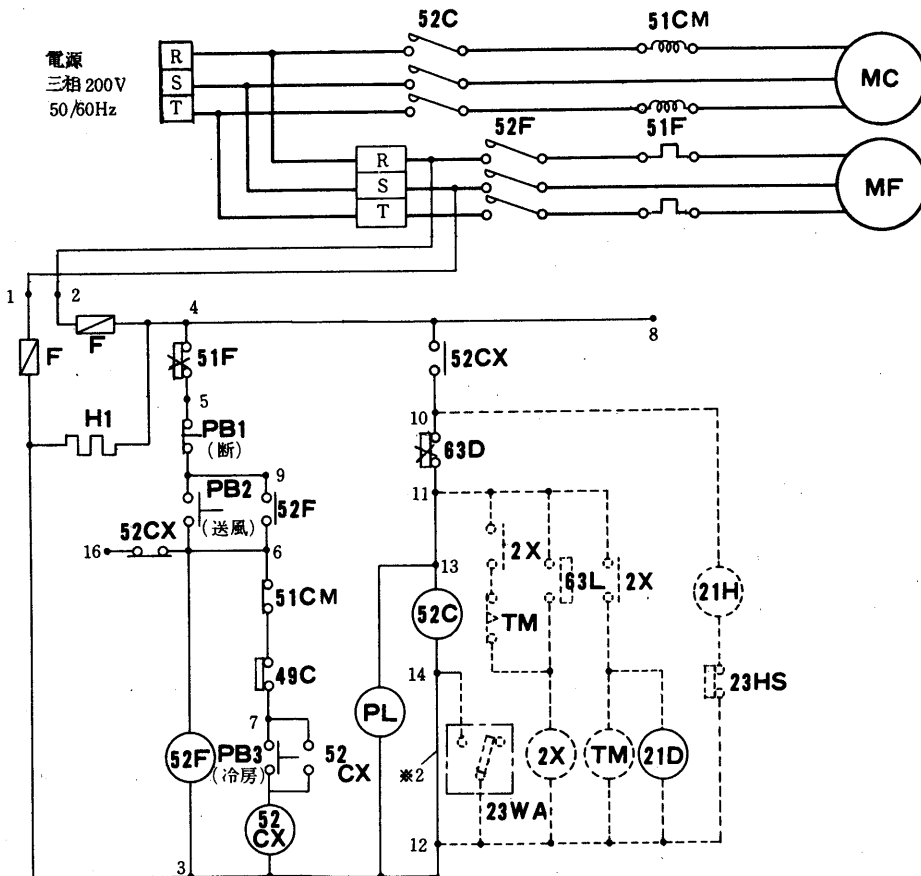 52C
51CM
電源
三相 200V
50/60Hz
R
S
T
MC
52F
51F
R
S
T
MF
1
2
4
8
F
F
51F
52CX
5
10
H1
PB1
(断)
63D
9
11
PB2
(送風)
52F
52CX
16
6
13
2X
63L
2X
51CM
52C
21H
TM
14
49C
23HS
PL
7
52F
PB3
(冷房)
52
CX
※2
2X
TM
21D
23WA
52
CX
12
3